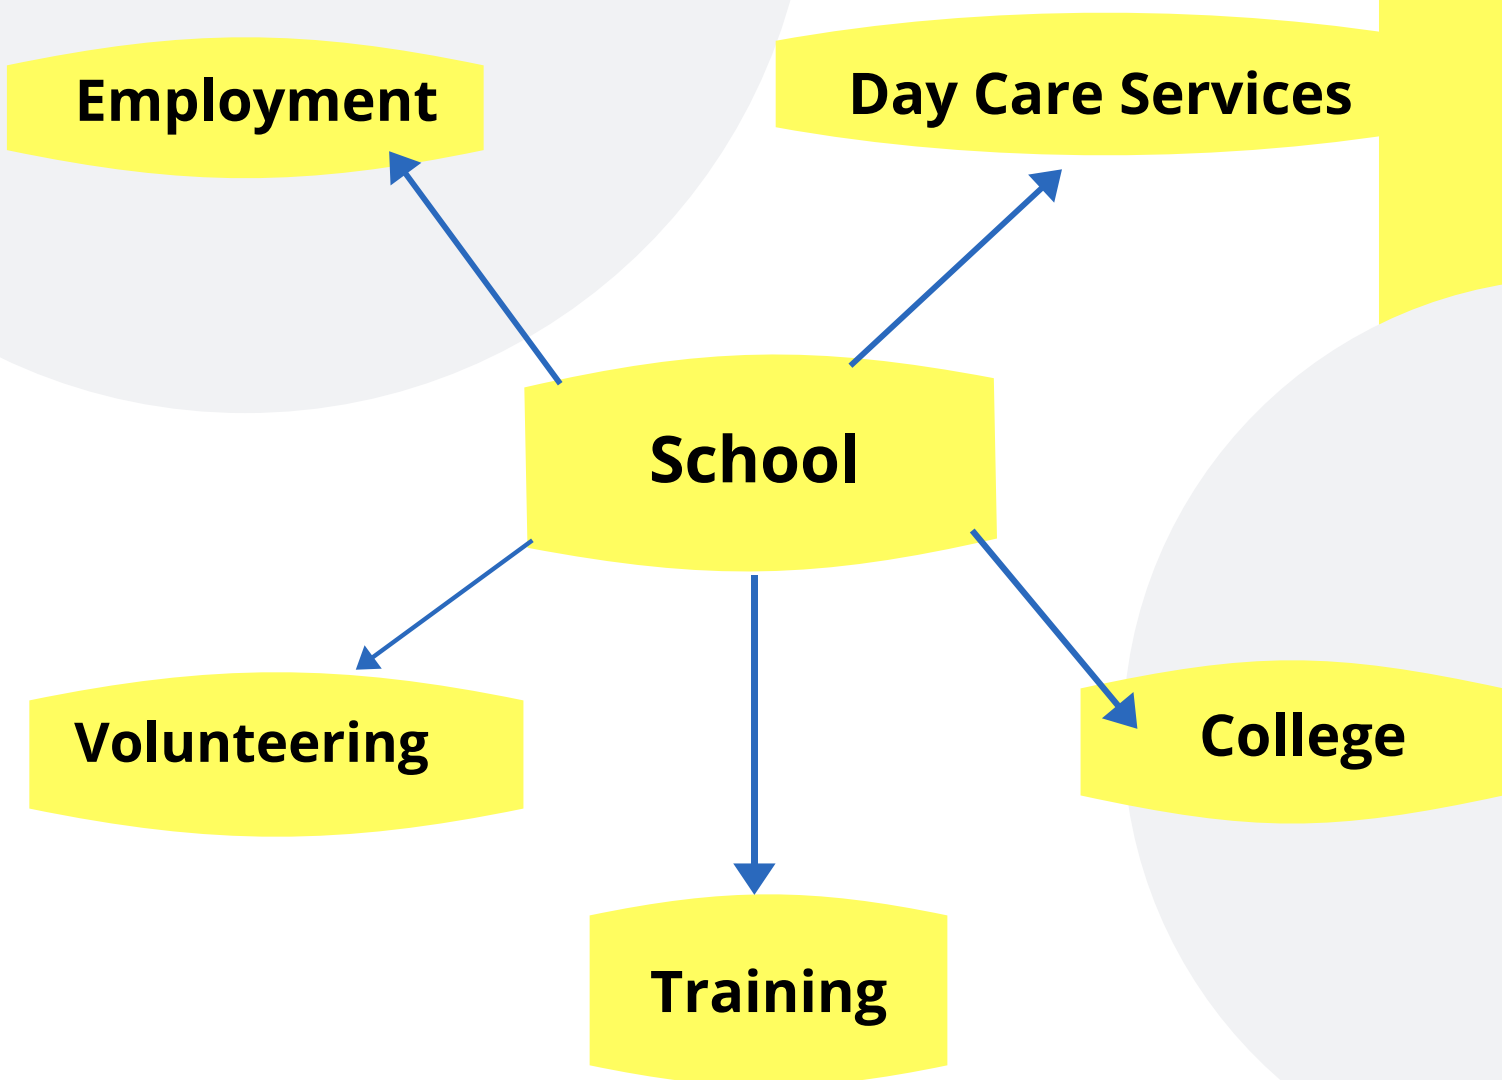 Employment
Day Care Services
School
Volunteering
College
Training